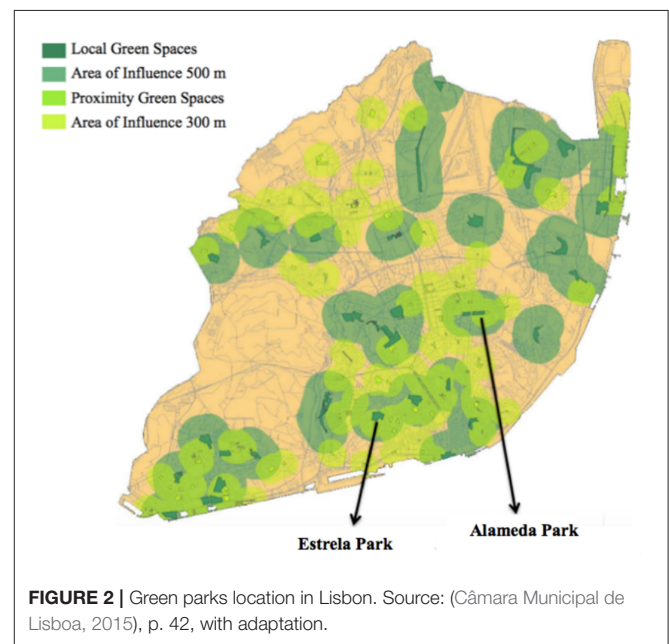 Local Green Spaces
Area of Influence 500 m
Proximity Green Spaces
Area of Influence 300 m
Estrela Park
Alameda Park
FIGURE 2 | Green parks location in Lisbon. Source: (Câmara Municipal de
Lisboa, 2015), p. 42, with adaptation.